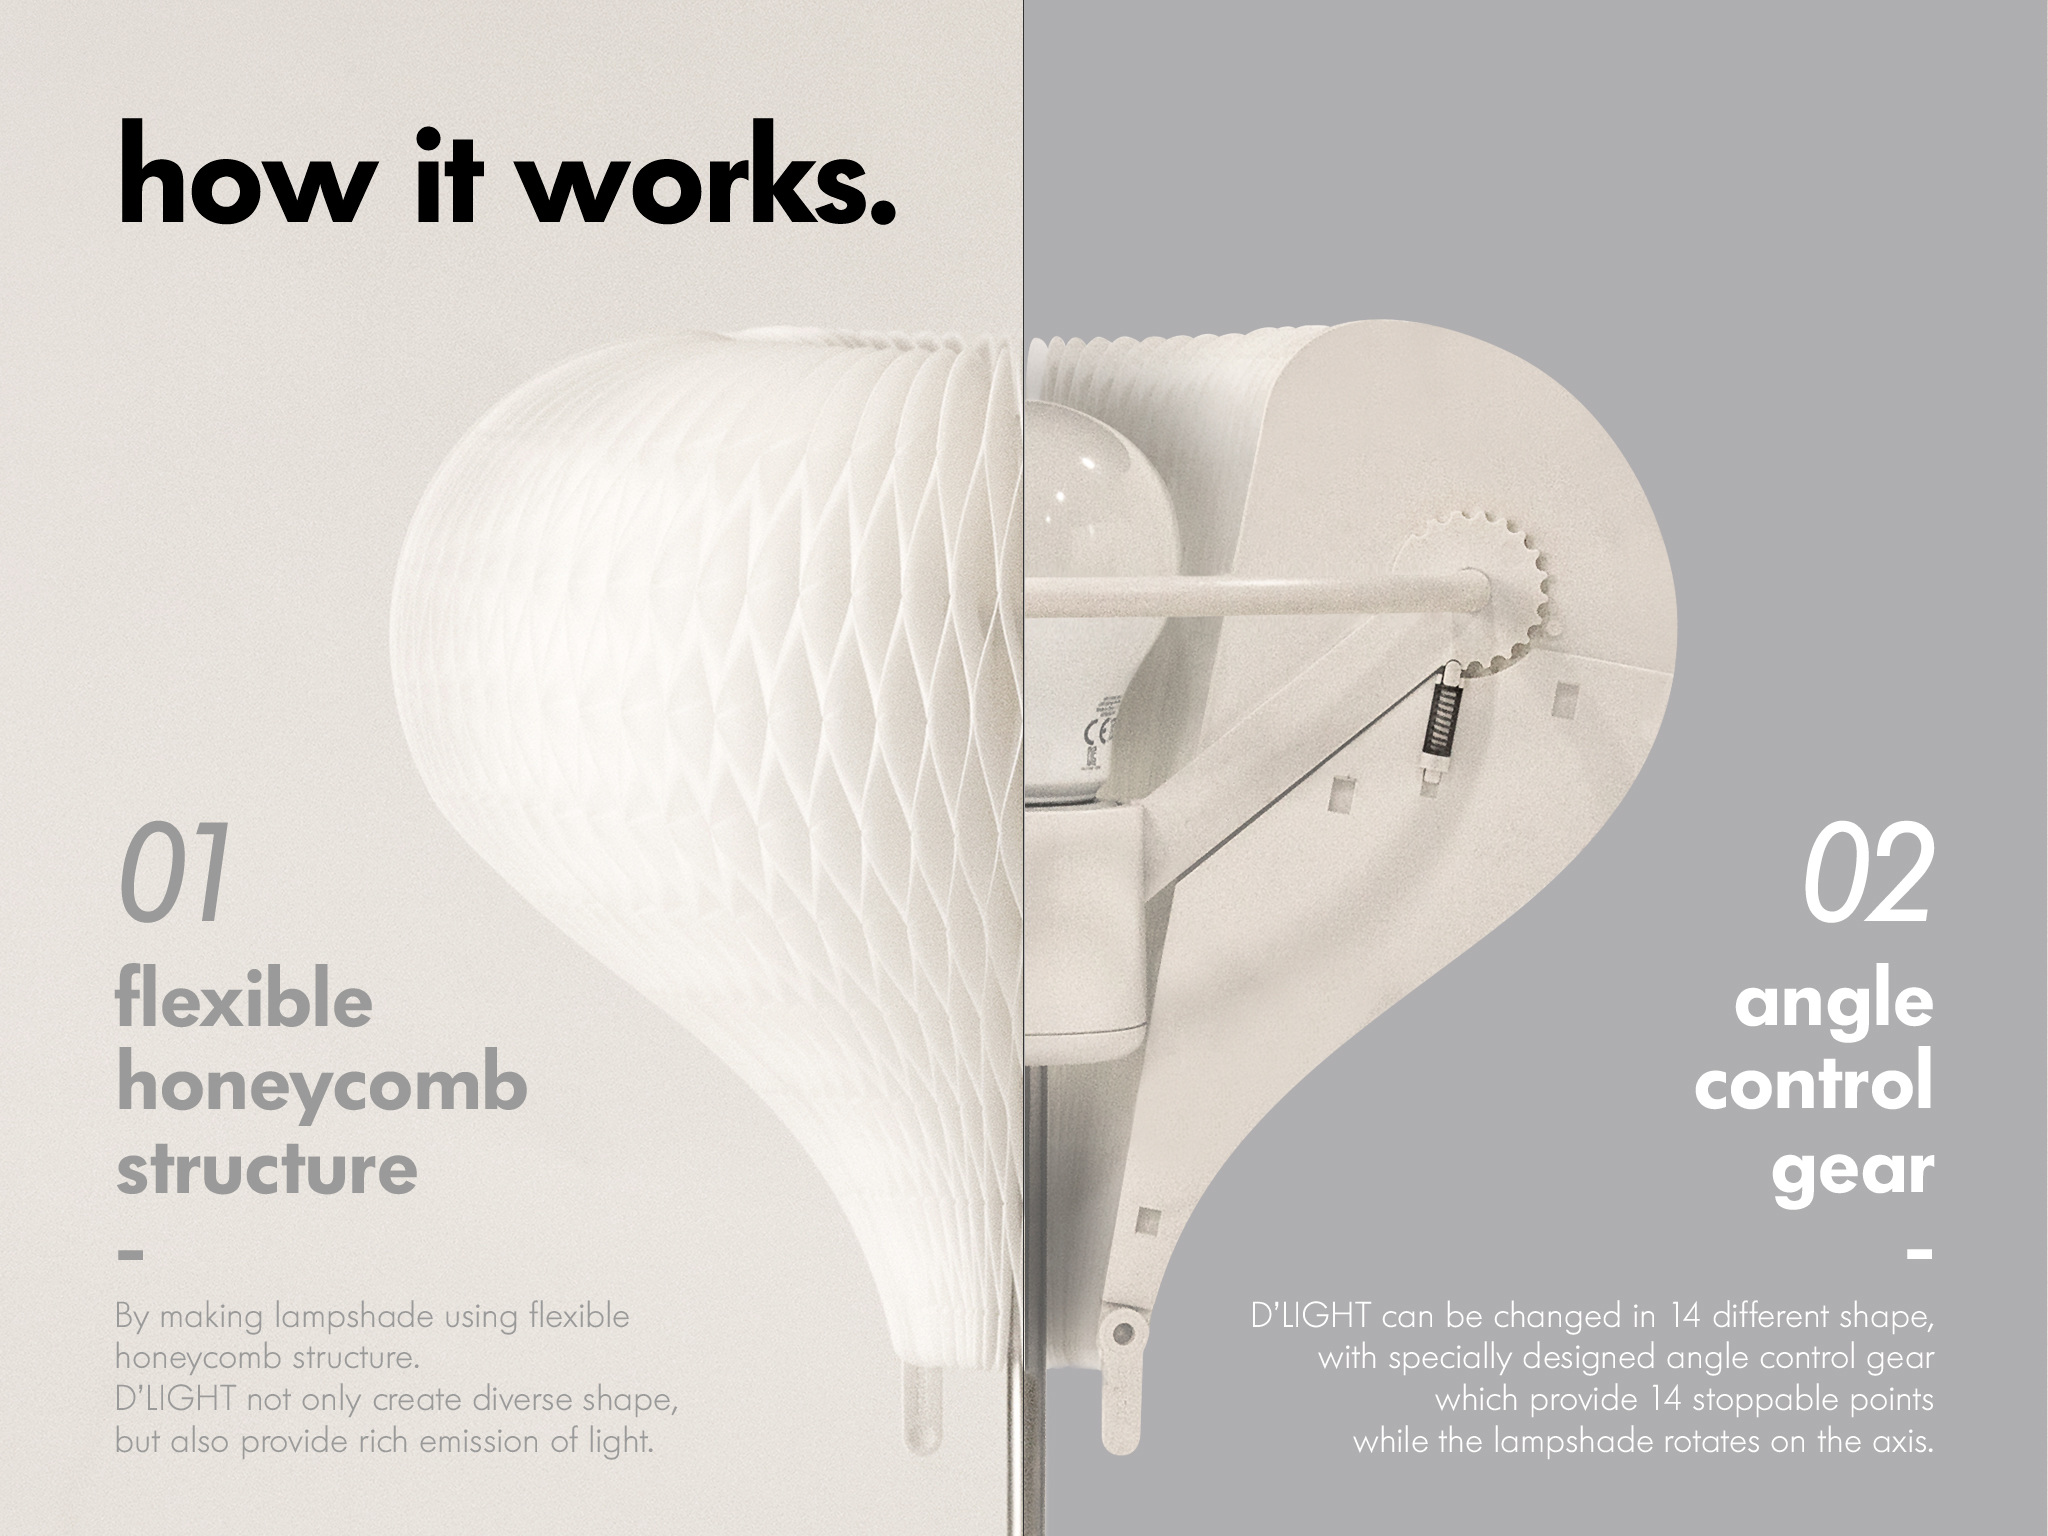 how it works.
01
flexible
honeycomb
structure
-
By making lampshade using flexible
honeycomb structure.
D'LIGHT not only create diverse shape,
but also provide rich emission of light.
CE
02
angle
control
gear
-
D'LIGHT can be changed in 14 different shape,
with specially designed angle control gear
which provide 14 stoppable points
while the lampshade rotates on the axis.